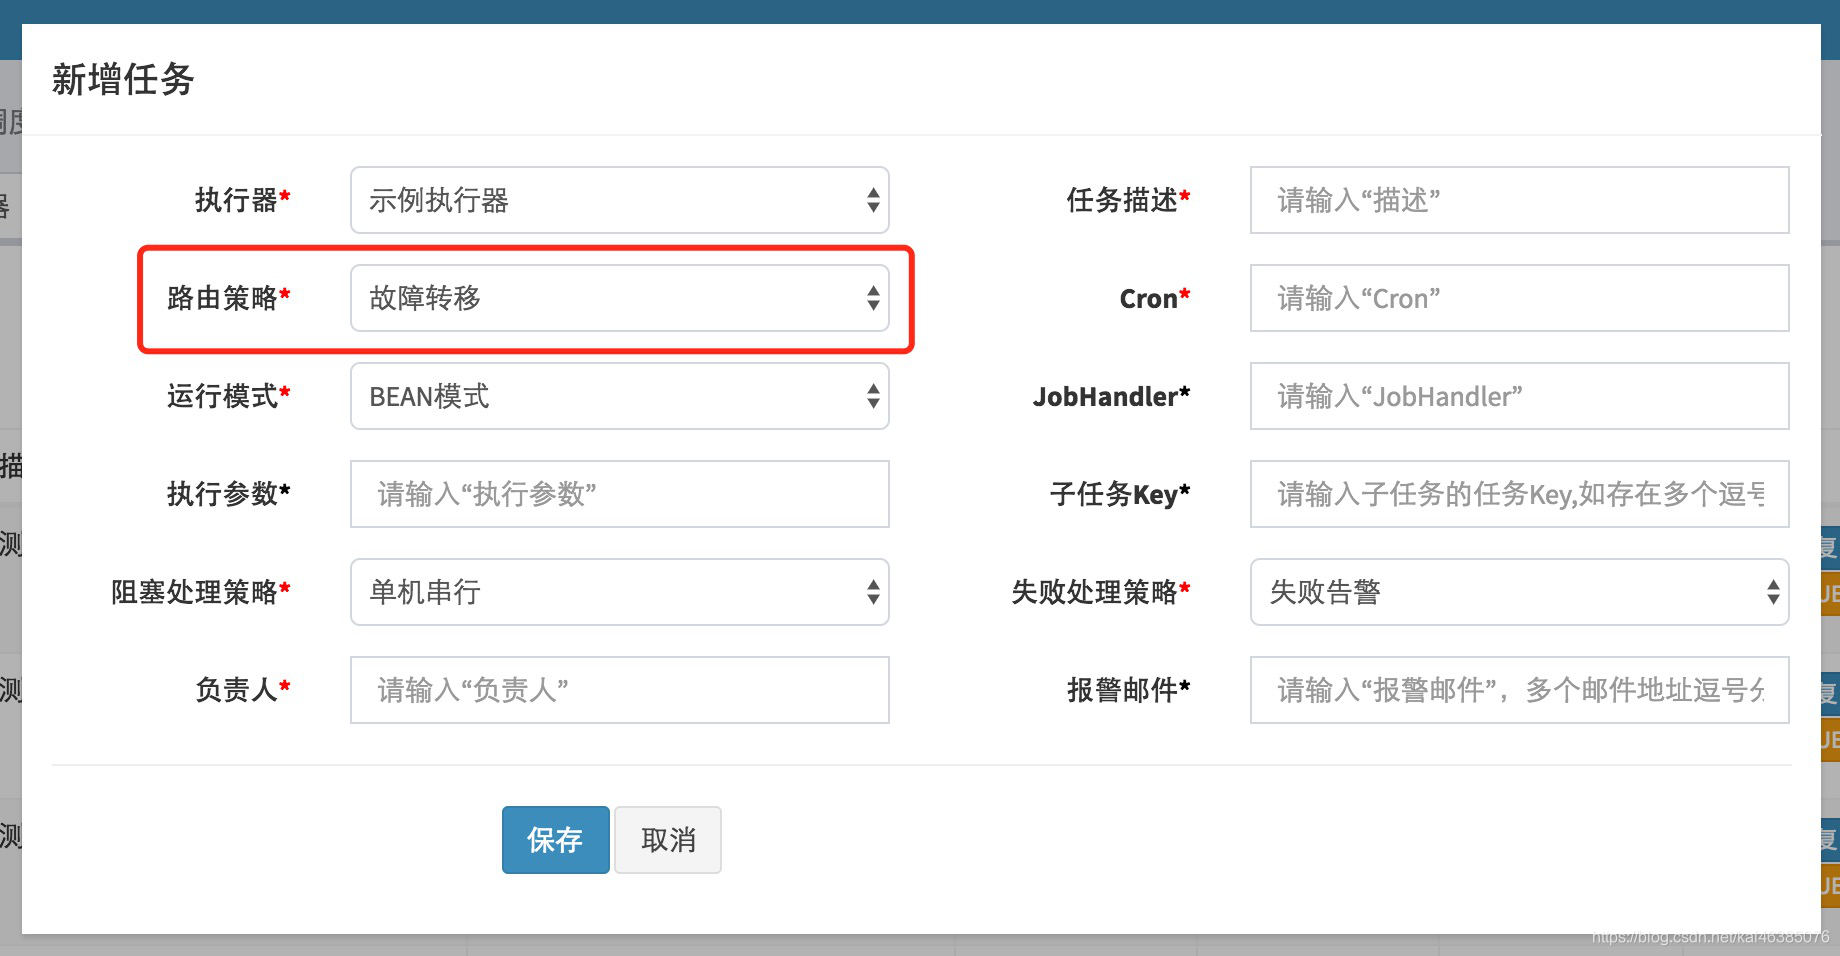 新增任务
执行器* 示例执行器 任务描述* 请输入“描述”
路由策略* 故障转移 Cron* 请输入“Cron”
运行模式* BEAN模式 JobHandler* 请输入“JobHandler”
执行参数* 请输入“执行参数” 子任务Key* 请输入子任务的任务Key,如存在多个逗号
阻塞处理策略* 单机串行 失败处理策略* 失败告警
负责人* 请输入“负责人” 报警邮件* 请输入“报警邮件”，多个邮件地址逗号分
保存 取消
https://blog.csdn.net/kai46385076